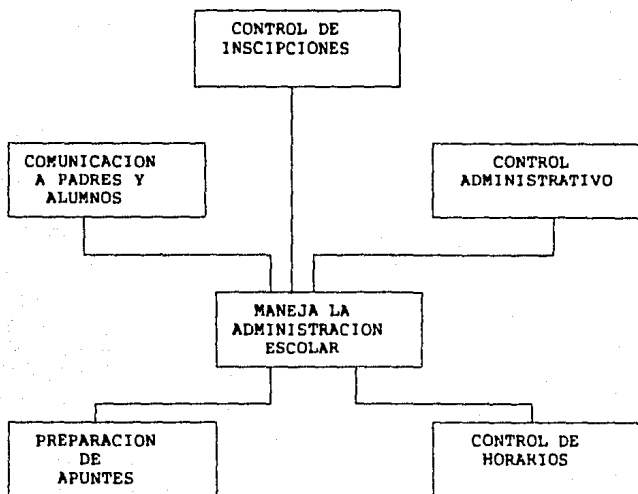 CONTROL DE
INSCIPCIONES
COMUNICACION
A PADRES Y
ALUMNOS
CONTROL
ADMINISTRATIVO
MANEJA LA
ADMINISTRACION
ESCOLAR
PREPARACION
DE
APUNTES
CONTROL DE
HORARIOS